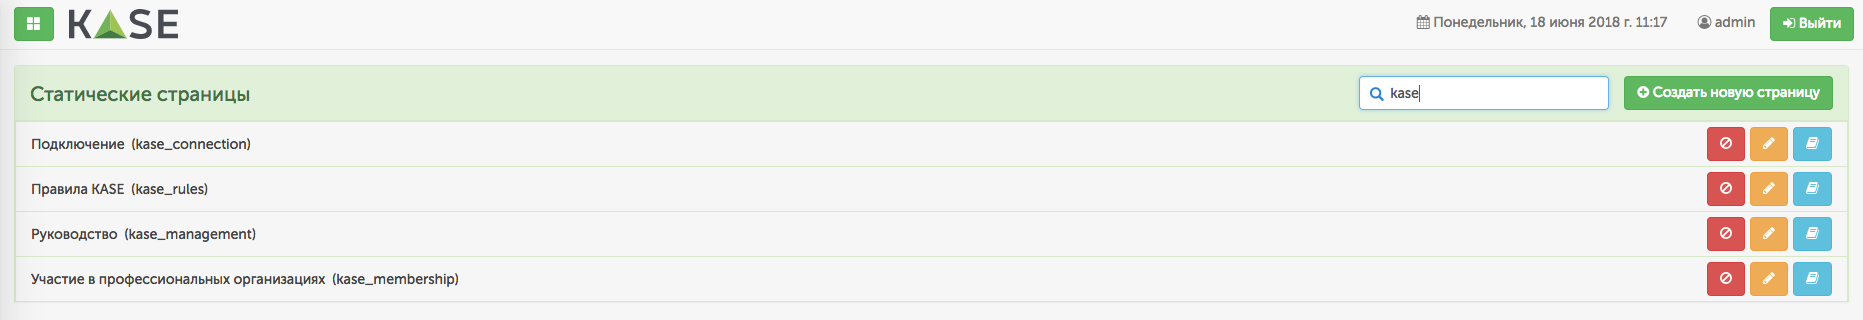 KASE Понедельник, 18 июня 2018 г. 11:17 admin Выйти
Статические страницы kase Создать новую страницу
Подключение (kase_connection)
Правила KASE (kase_rules)
Руководство (kase_management)
Участие в профессиональных организациях (kase_membership)